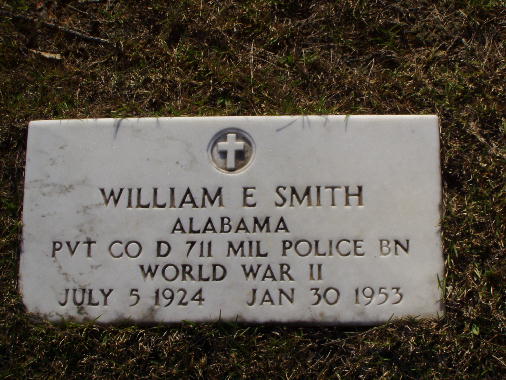 WILLIAM E SMITH
ALABAMA
PVT CO D 711 MIL POLICE BN
WORLD WAR II
JULY 5 1924 JAN 30 1953